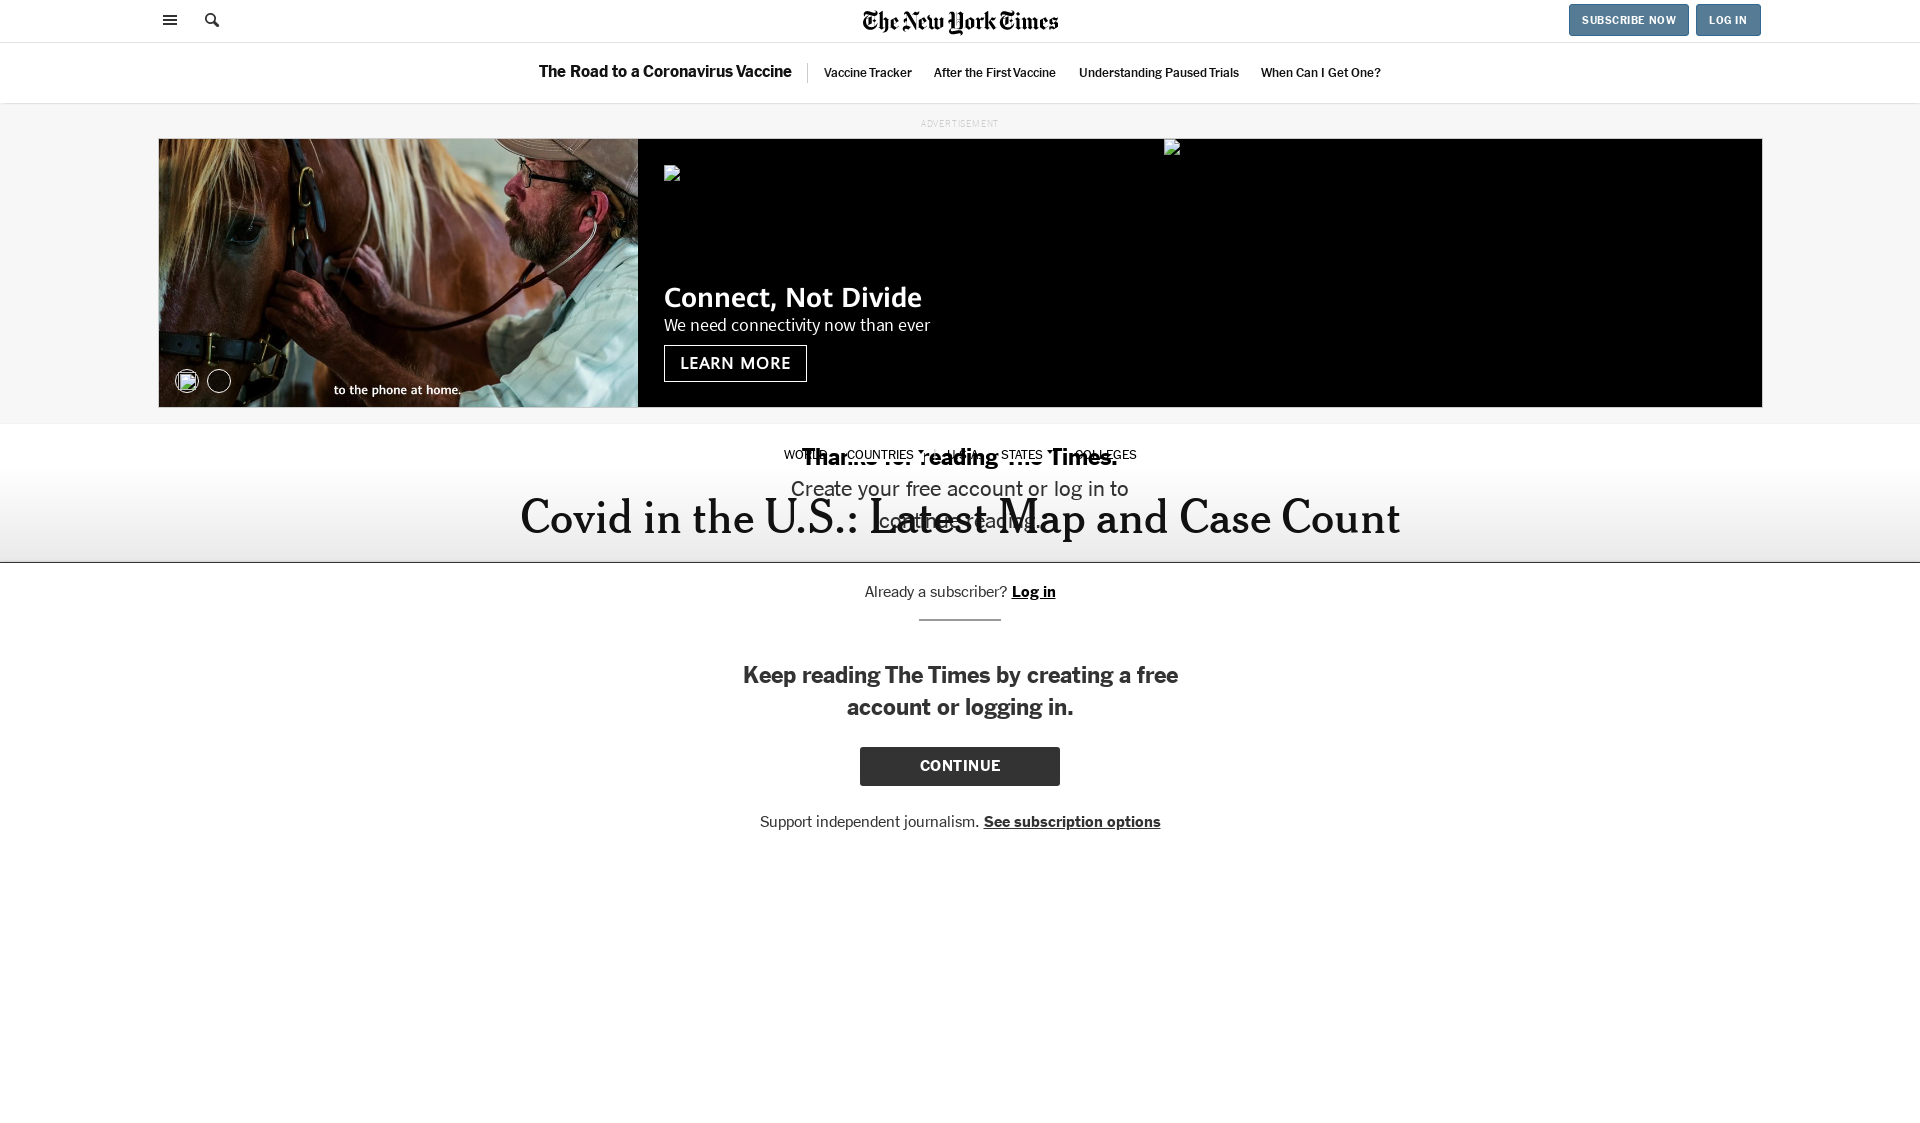 The New York Times
SUBSCRIBE NOW
LOG IN
The Road to a Coronavirus Vaccine
Vaccine Tracker
After the First Vaccine
Understanding Paused Trials
When Can I Get One?
ADVERTISEMENT
Connect, Not Divide
We need connectivity now than ever
LEARN MORE
to the phone at home.
WORLD
COUNTRIES
U.S.A.
STATES
COLLEGES
Thanks for reading The Times.
Create your free account or log in to
continue reading.
Covid in the U.S.: Latest Map and Case Count
Already a subscriber? Log in
Keep reading The Times by creating a free
account or logging in.
CONTINUE
Support independent journalism. See subscription options